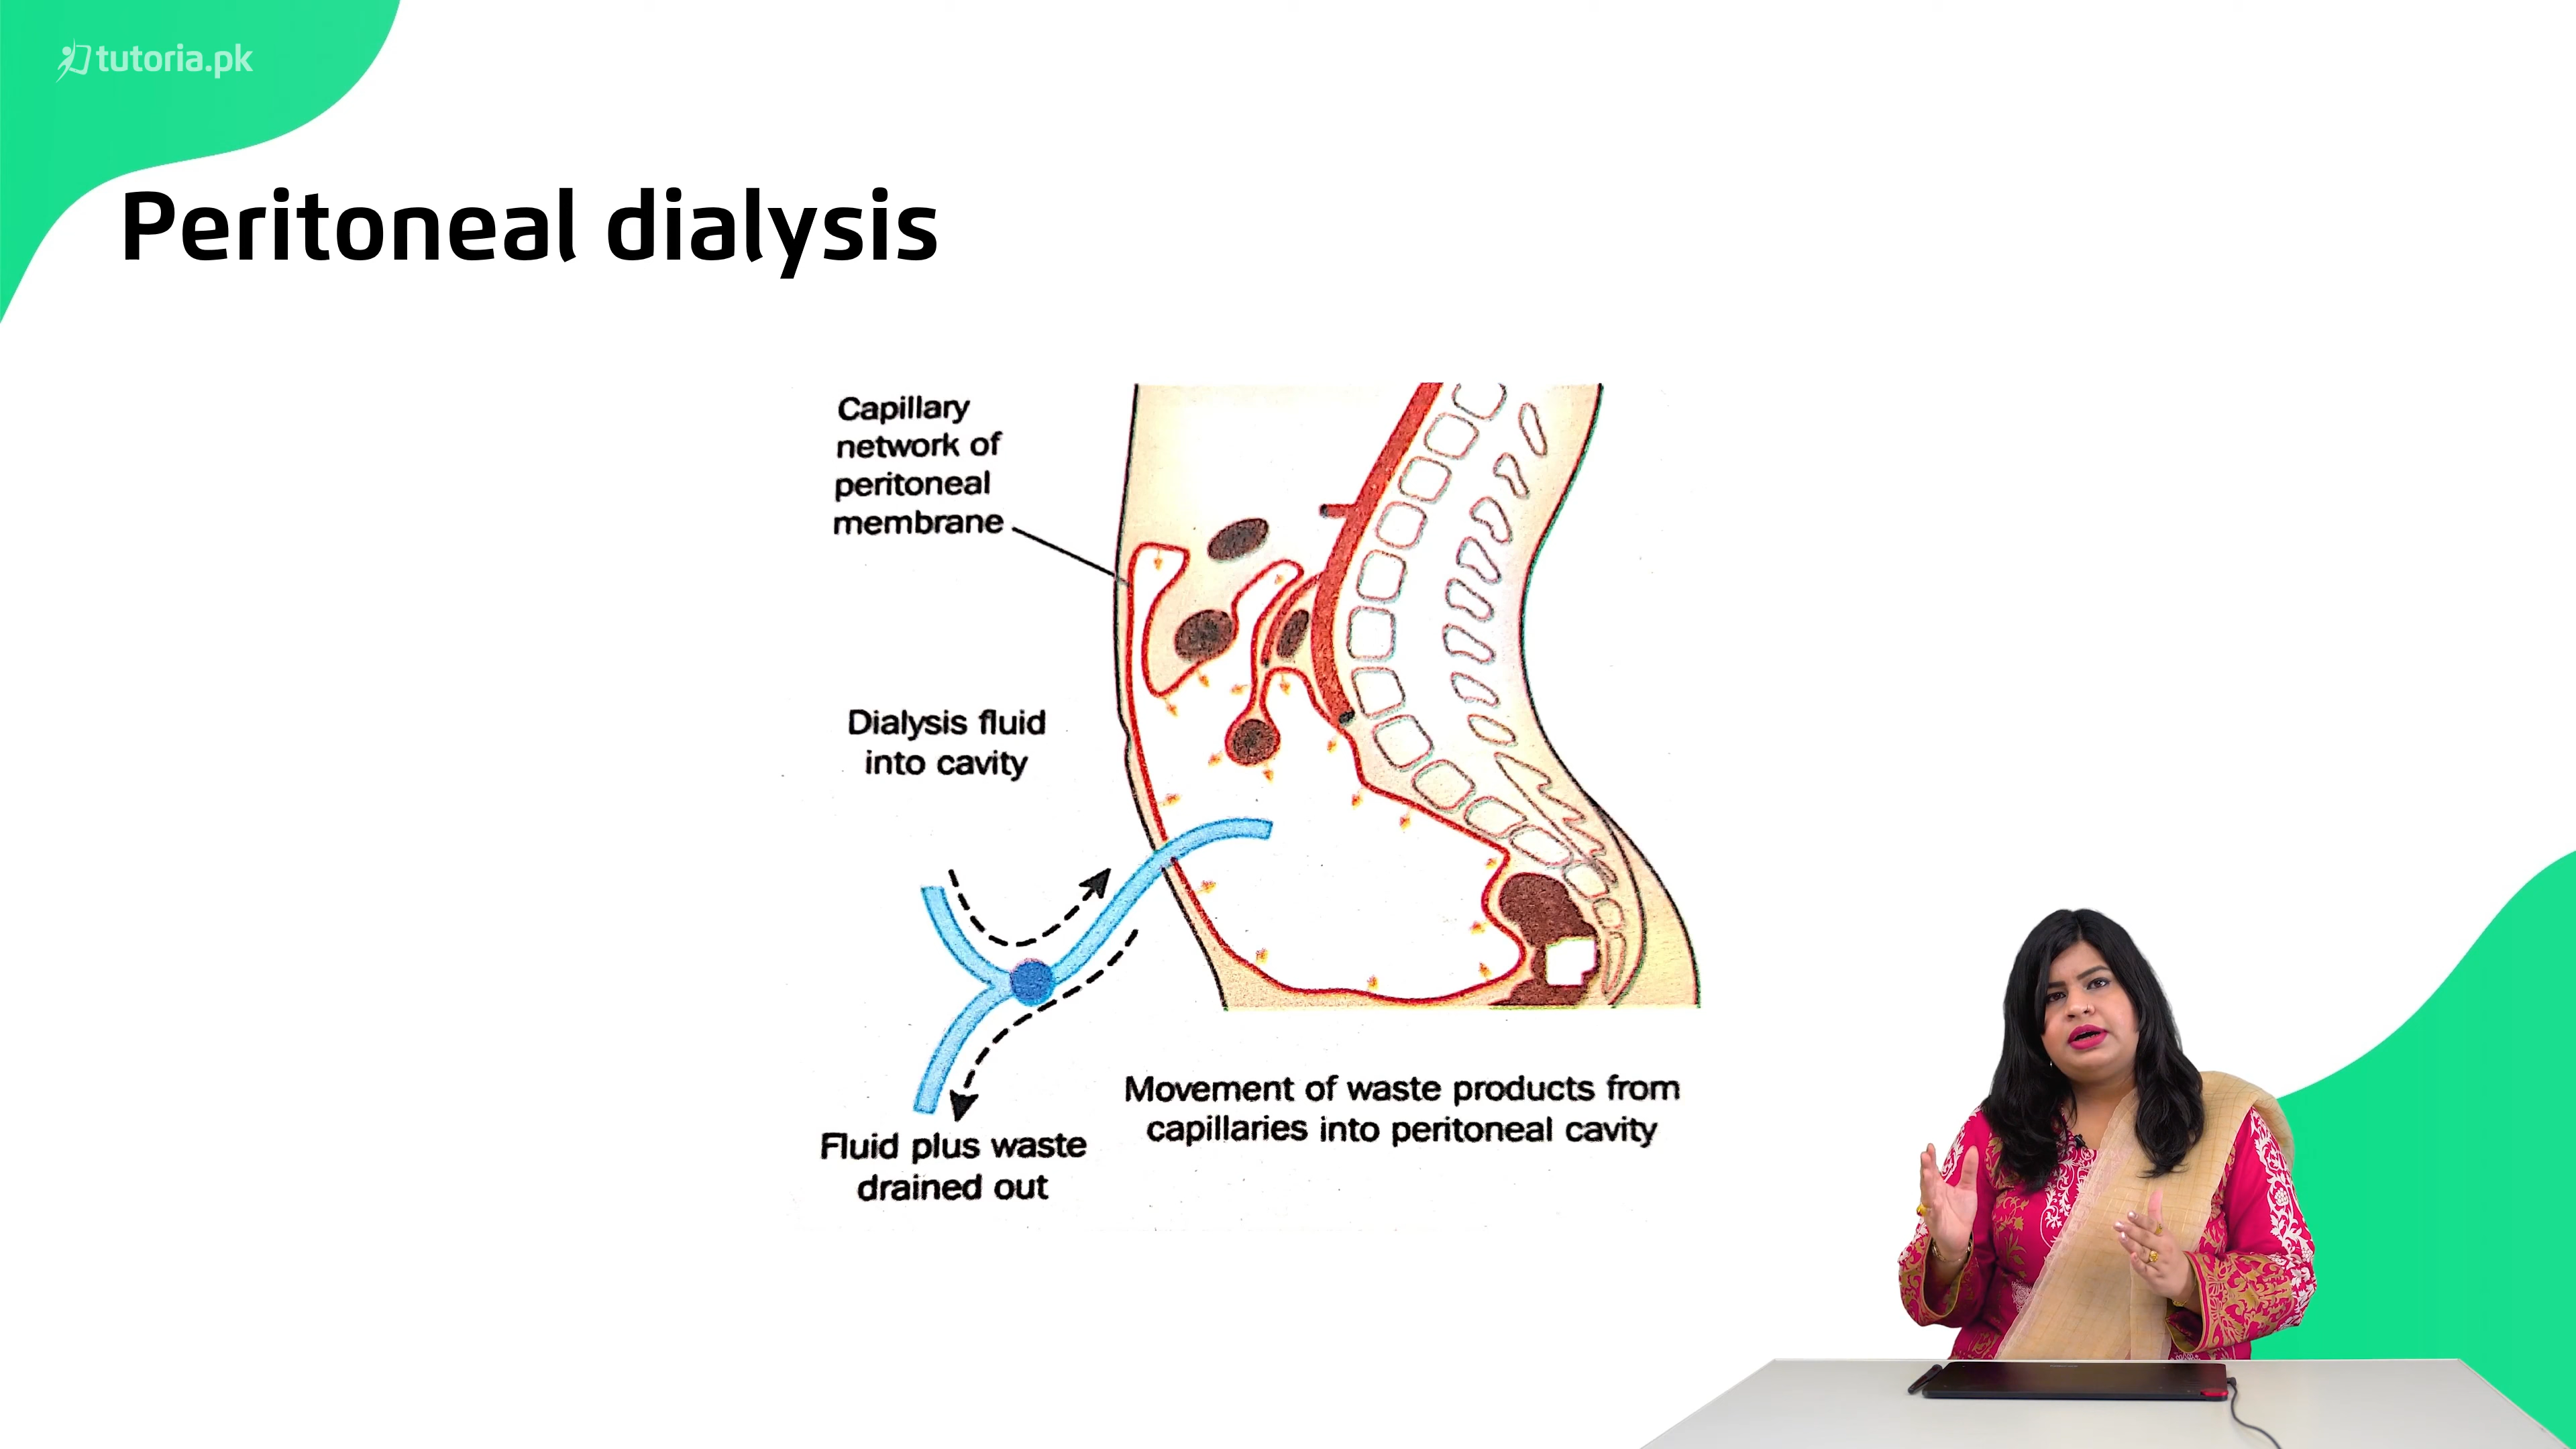 tutoria.pk
Peritoneal dialysis
Capillary
network of
peritoneal
membrane
Dialysis fluid
into cavity
Fluid plus waste
drained out
Movement of waste products from
capillaries into peritoneal cavity